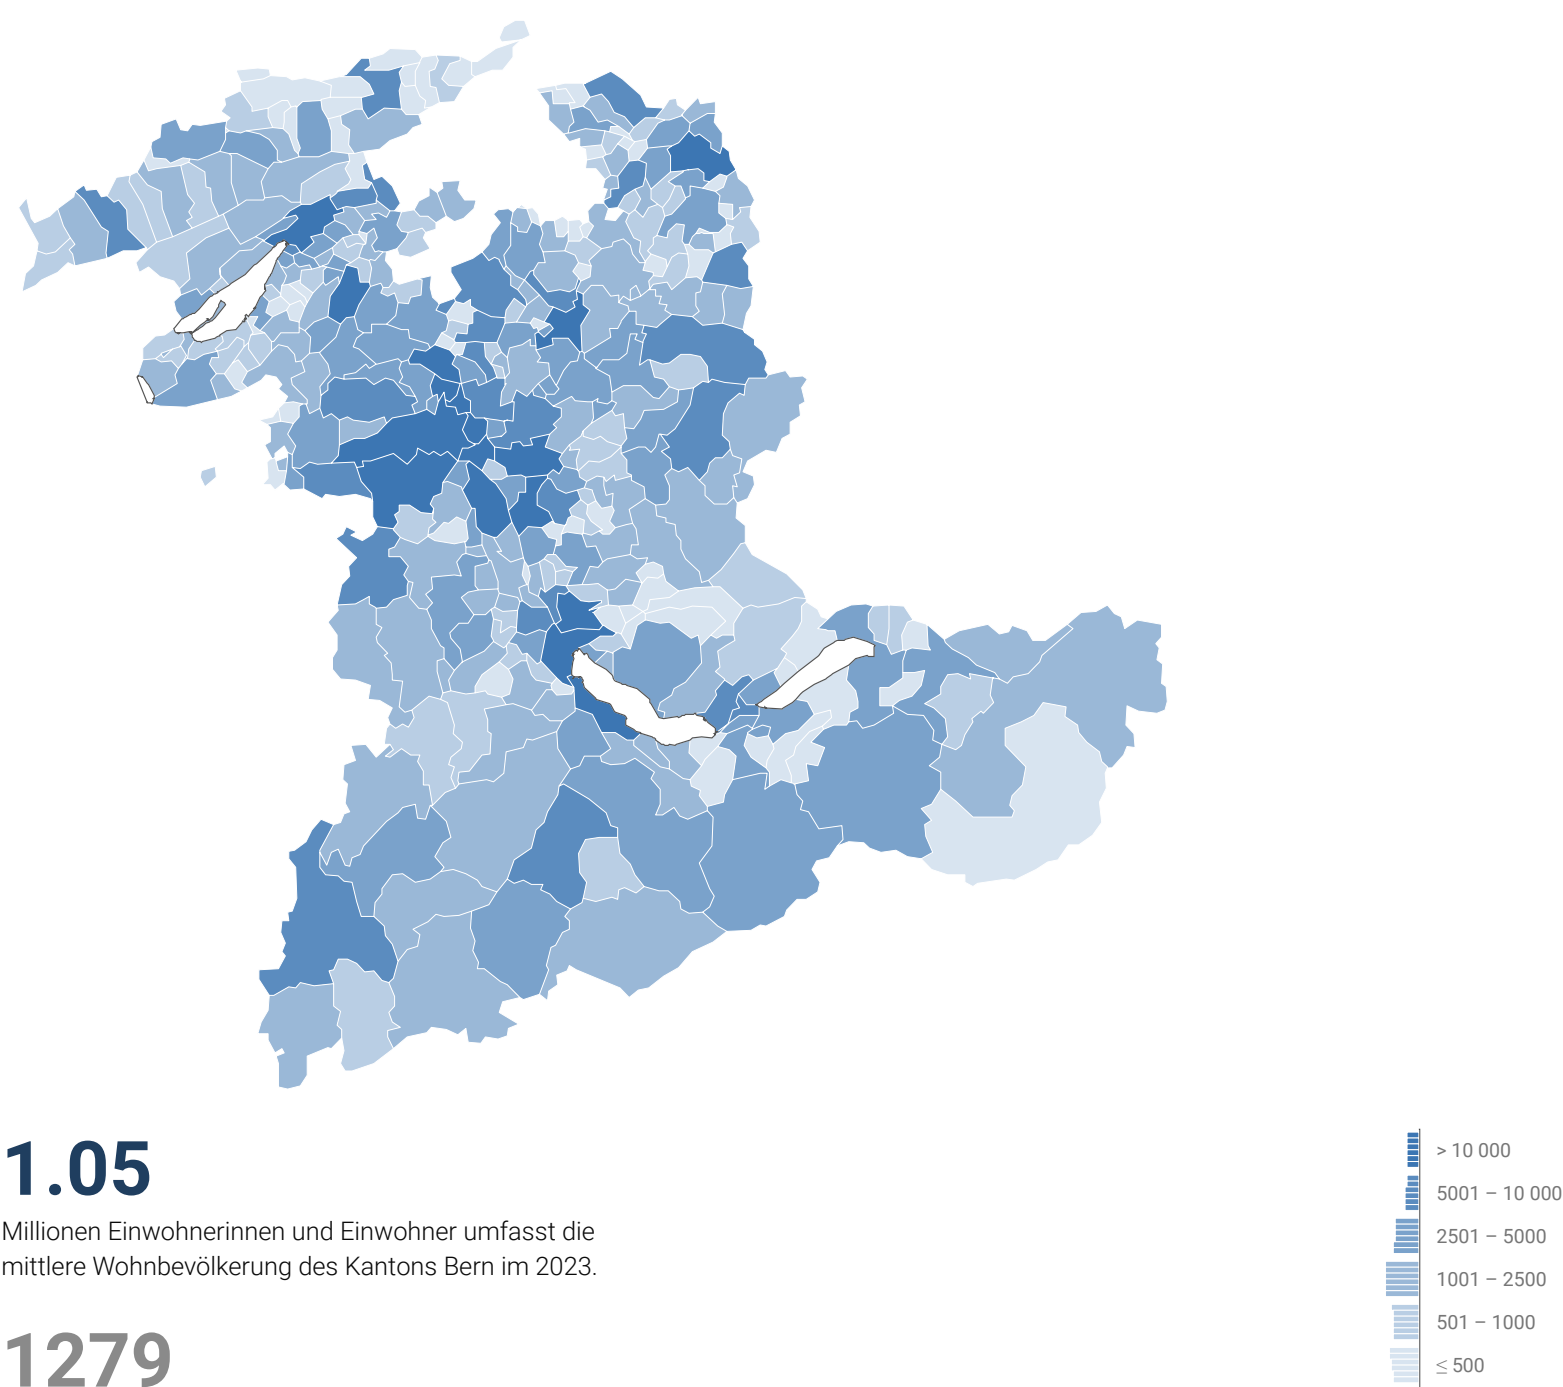 1.05
Millionen Einwohnerinnen und Einwohner umfasst die
mittlere Wohnbevölkerung des Kantons Bern im 2023.
1279
> 10 000
5001 – 10 000
2501 – 5000
1001 – 2500
501 – 1000
≤ 500